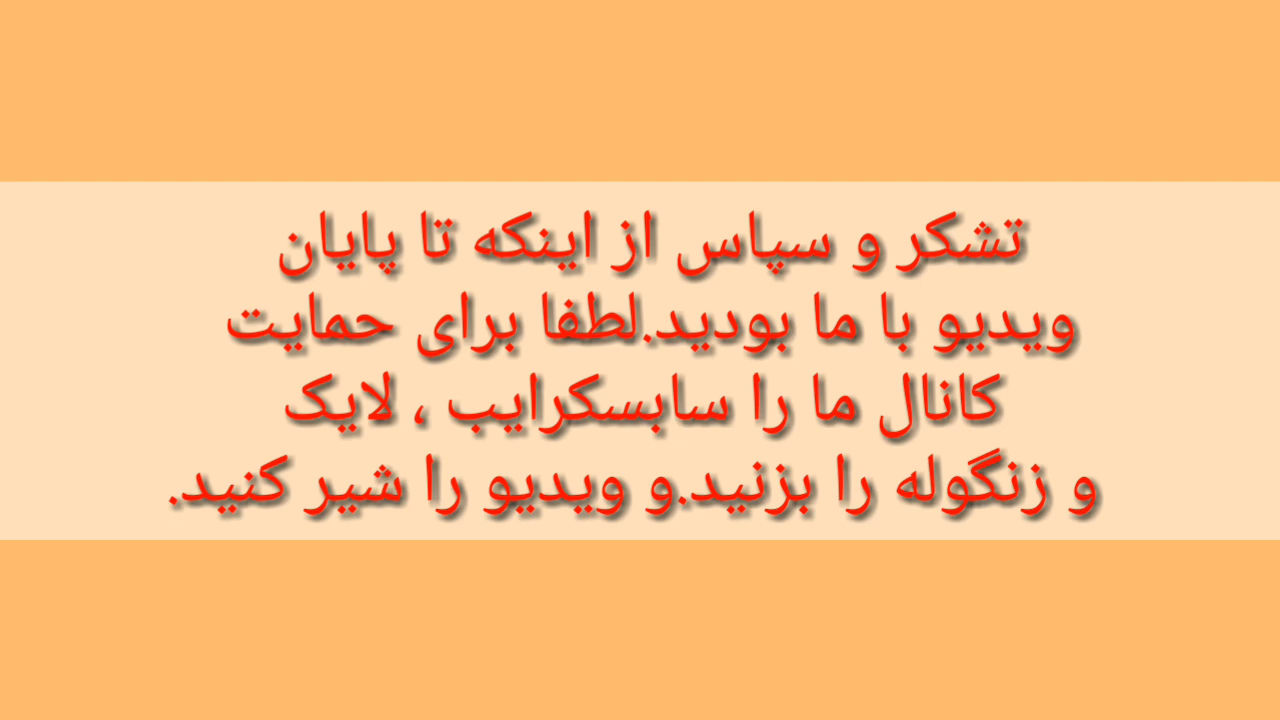 تشکر و سپاس از اینکه تا پایان
ویدیو با ما بودید.لطفا برای حمایت
کانال ما را سابسکرایب ، لایک
و زنگوله را بزنید.و ویدیو را شیر کنید.